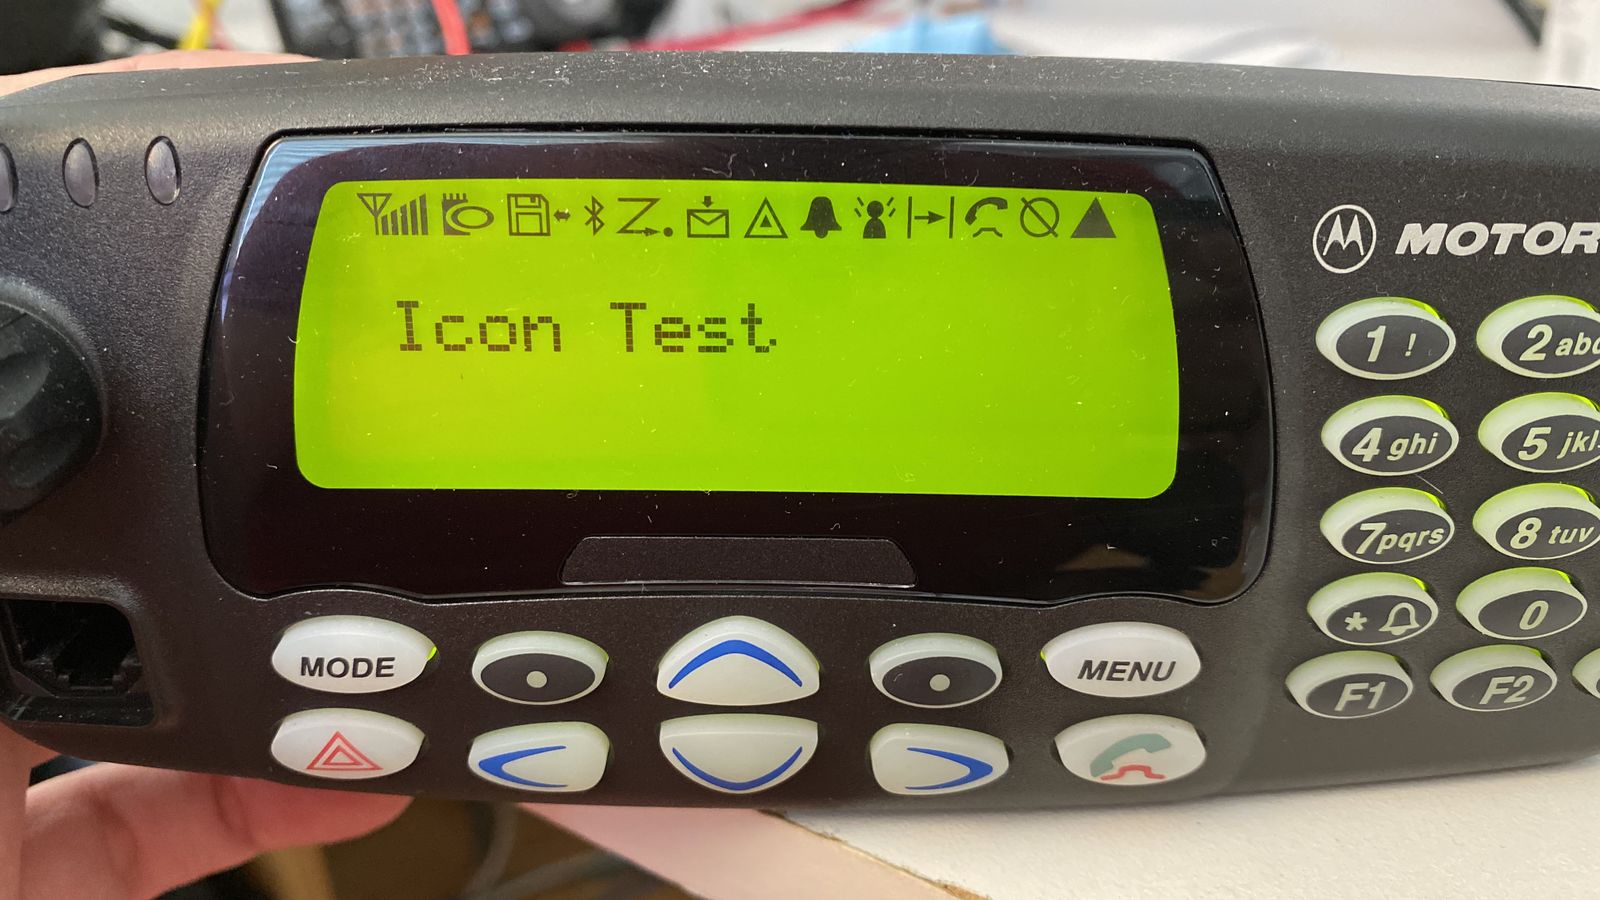 Icon Test
MOTOR
1 !
2 abc
4 ghi
5 jkl
7pqrs
8 tuv
*
0
MODE
MENU
F1
F2